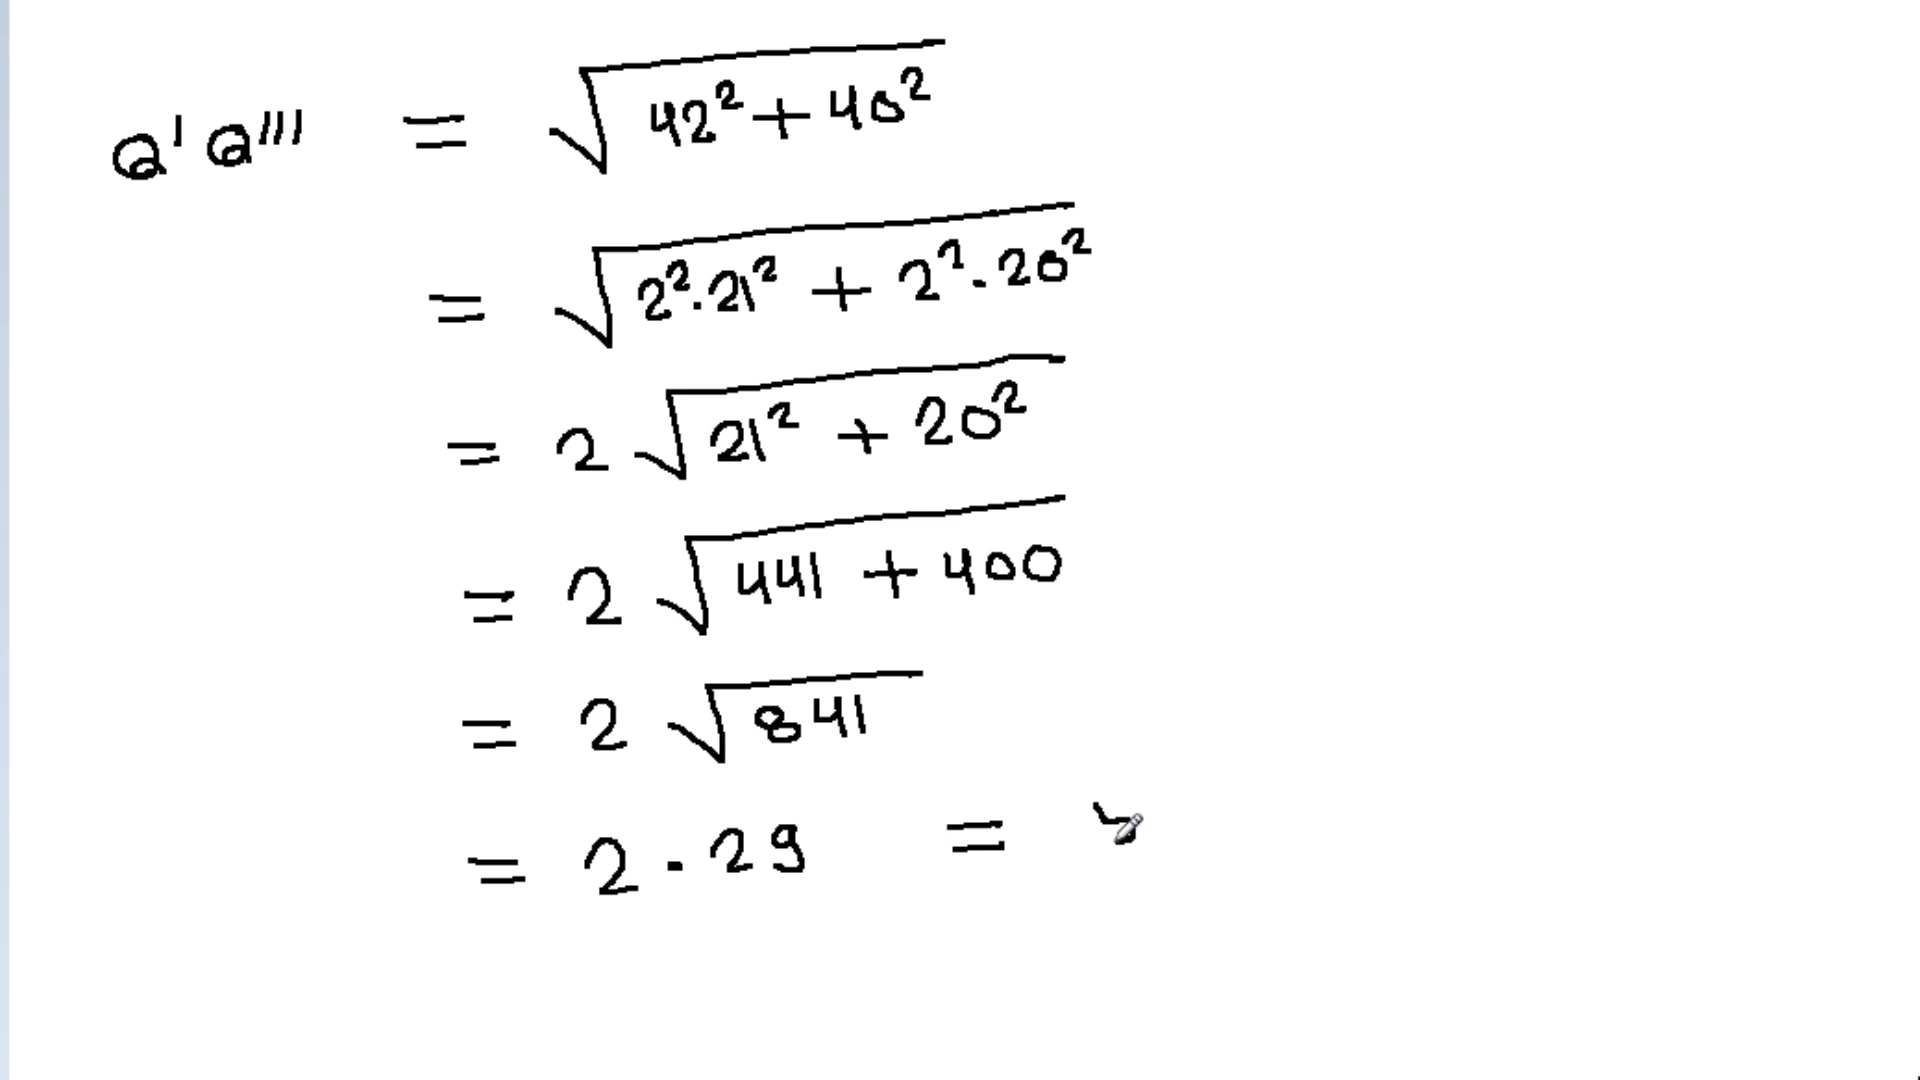 Q'Q''' = √(42² + 40²)
= √(2².21² + 2².20²)
= 2 √(21² + 20²)
= 2 √(441 + 400)
= 2 √841
= 2 . 29 =